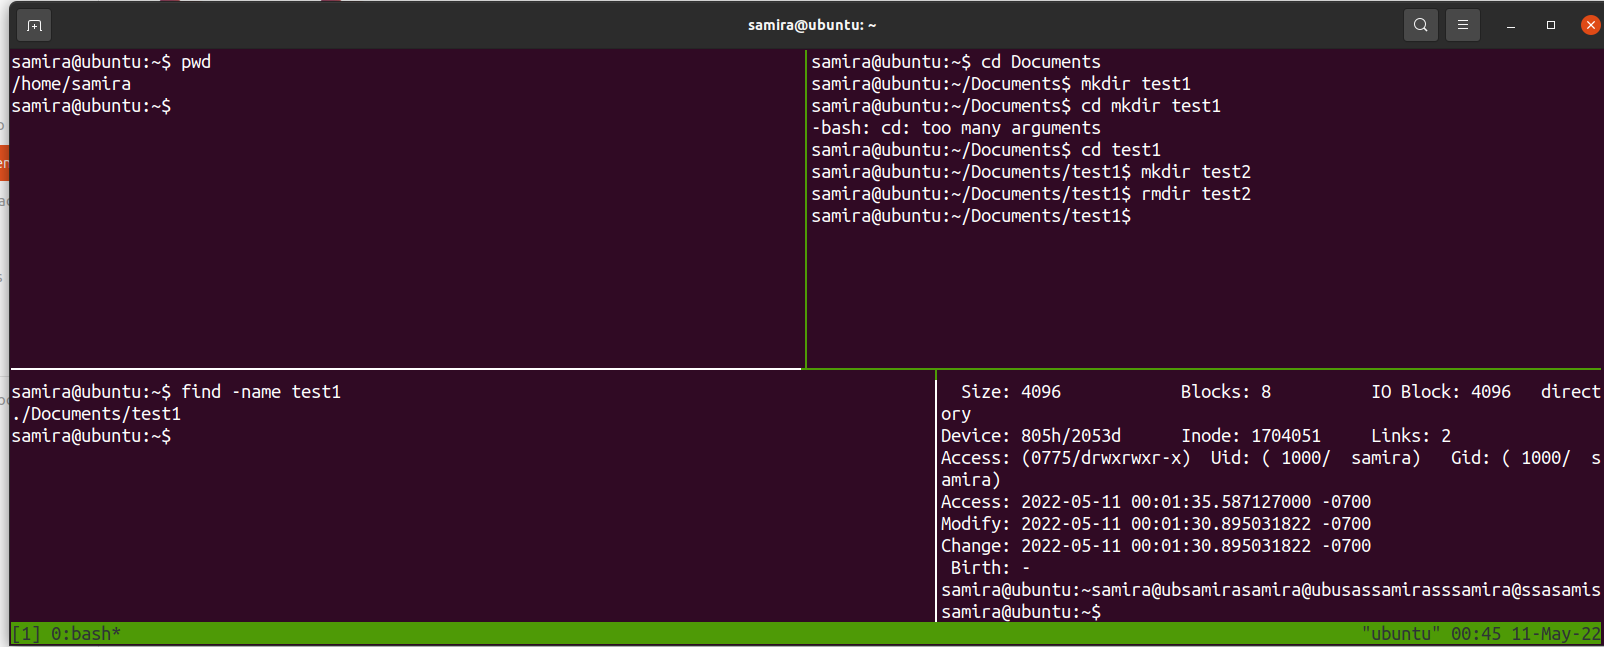 samira@ubuntu: ~
samira@ubuntu:~$ pwd
/home/samira
samira@ubuntu:~$
samira@ubuntu:~$ cd Documents
samira@ubuntu:~/Documents$ mkdir test1
samira@ubuntu:~/Documents$ cd mkdir test1
-bash: cd: too many arguments
samira@ubuntu:~/Documents$ cd test1
samira@ubuntu:~/Documents/test1$ mkdir test2
samira@ubuntu:~/Documents/test1$ rmdir test2
samira@ubuntu:~/Documents/test1$
samira@ubuntu:~$ find -name test1
./Documents/test1
samira@ubuntu:~$
Size: 4096 Blocks: 8 IO Block: 4096 direct
ory
Device: 805h/2053d Inode: 1704051 Links: 2
Access: (0775/drwxrwxr-x) Uid: ( 1000/ samira) Gid: ( 1000/ s
amira)
Access: 2022-05-11 00:01:35.587127000 -0700
Modify: 2022-05-11 00:01:30.895031822 -0700
Change: 2022-05-11 00:01:30.895031822 -0700
Birth: -
samira@ubuntu:~samira@ubsamirasamira@ubusassamirasssamira@ssasamis
samira@ubuntu:~$
[1] 0:bash*
"ubuntu" 00:45 11-May-22